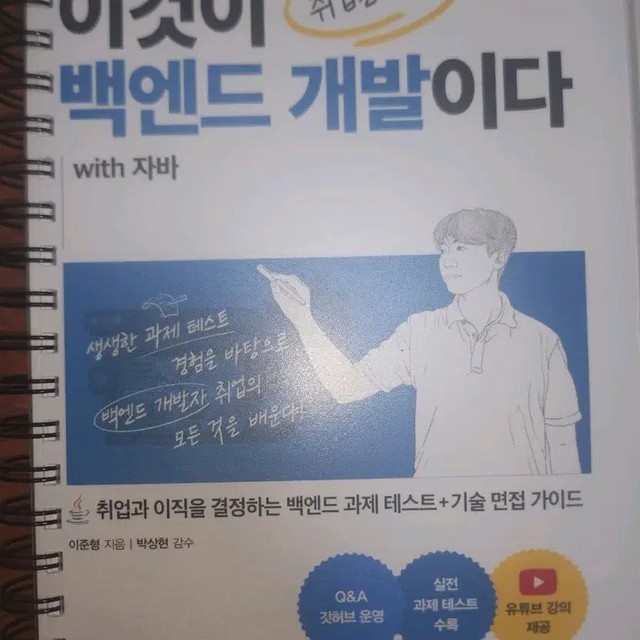 취업은
이것이
백엔드 개발이다
with 자바
생생한 과제 테스트
경험을 바탕으로
백엔드 개발자 취업의
모든 것을 배운다!
취업과 이직을 결정하는 백엔드 과제 테스트+기술 면접 가이드
이준형 지음 | 박상현 감수
Q&A
깃허브 운영
실전
과제 테스트
수록
유튜브 강의
제공